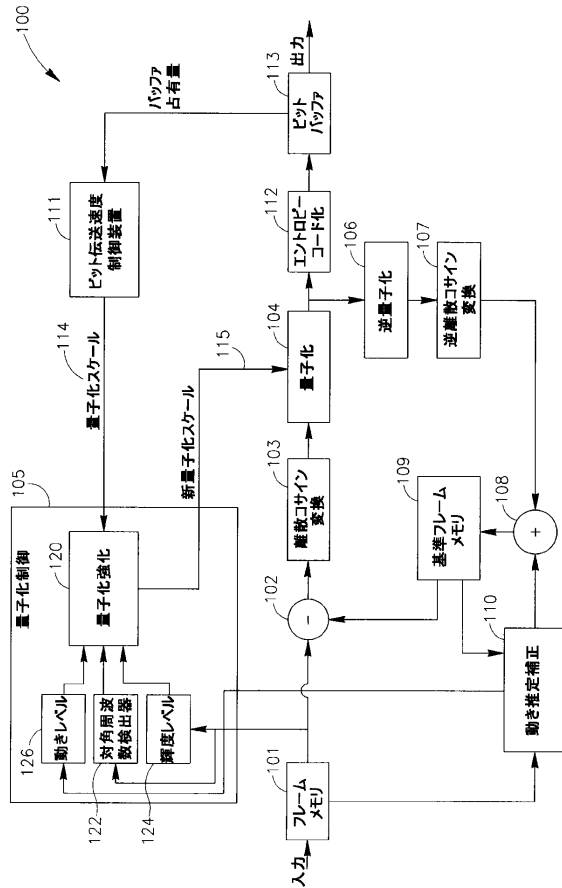 100
量子化制御
105
動きレベル
126
対角周波
数検出器
122
輝度レベル
124
量子化強化
120
量子化スケール
114
ビット伝送速度
制御装置
111
バッファ
占有量
新量子化スケール
115
入力
フレーム
メモリ
101
−
102
離散コサイン
変換
103
量子化
104
エントロピー
コード化
112
ビット
バッファ
113
出力
逆量子化
106
逆離散コサイン
変換
107
基準フレーム
メモリ
109
+
108
動き推定補正
110